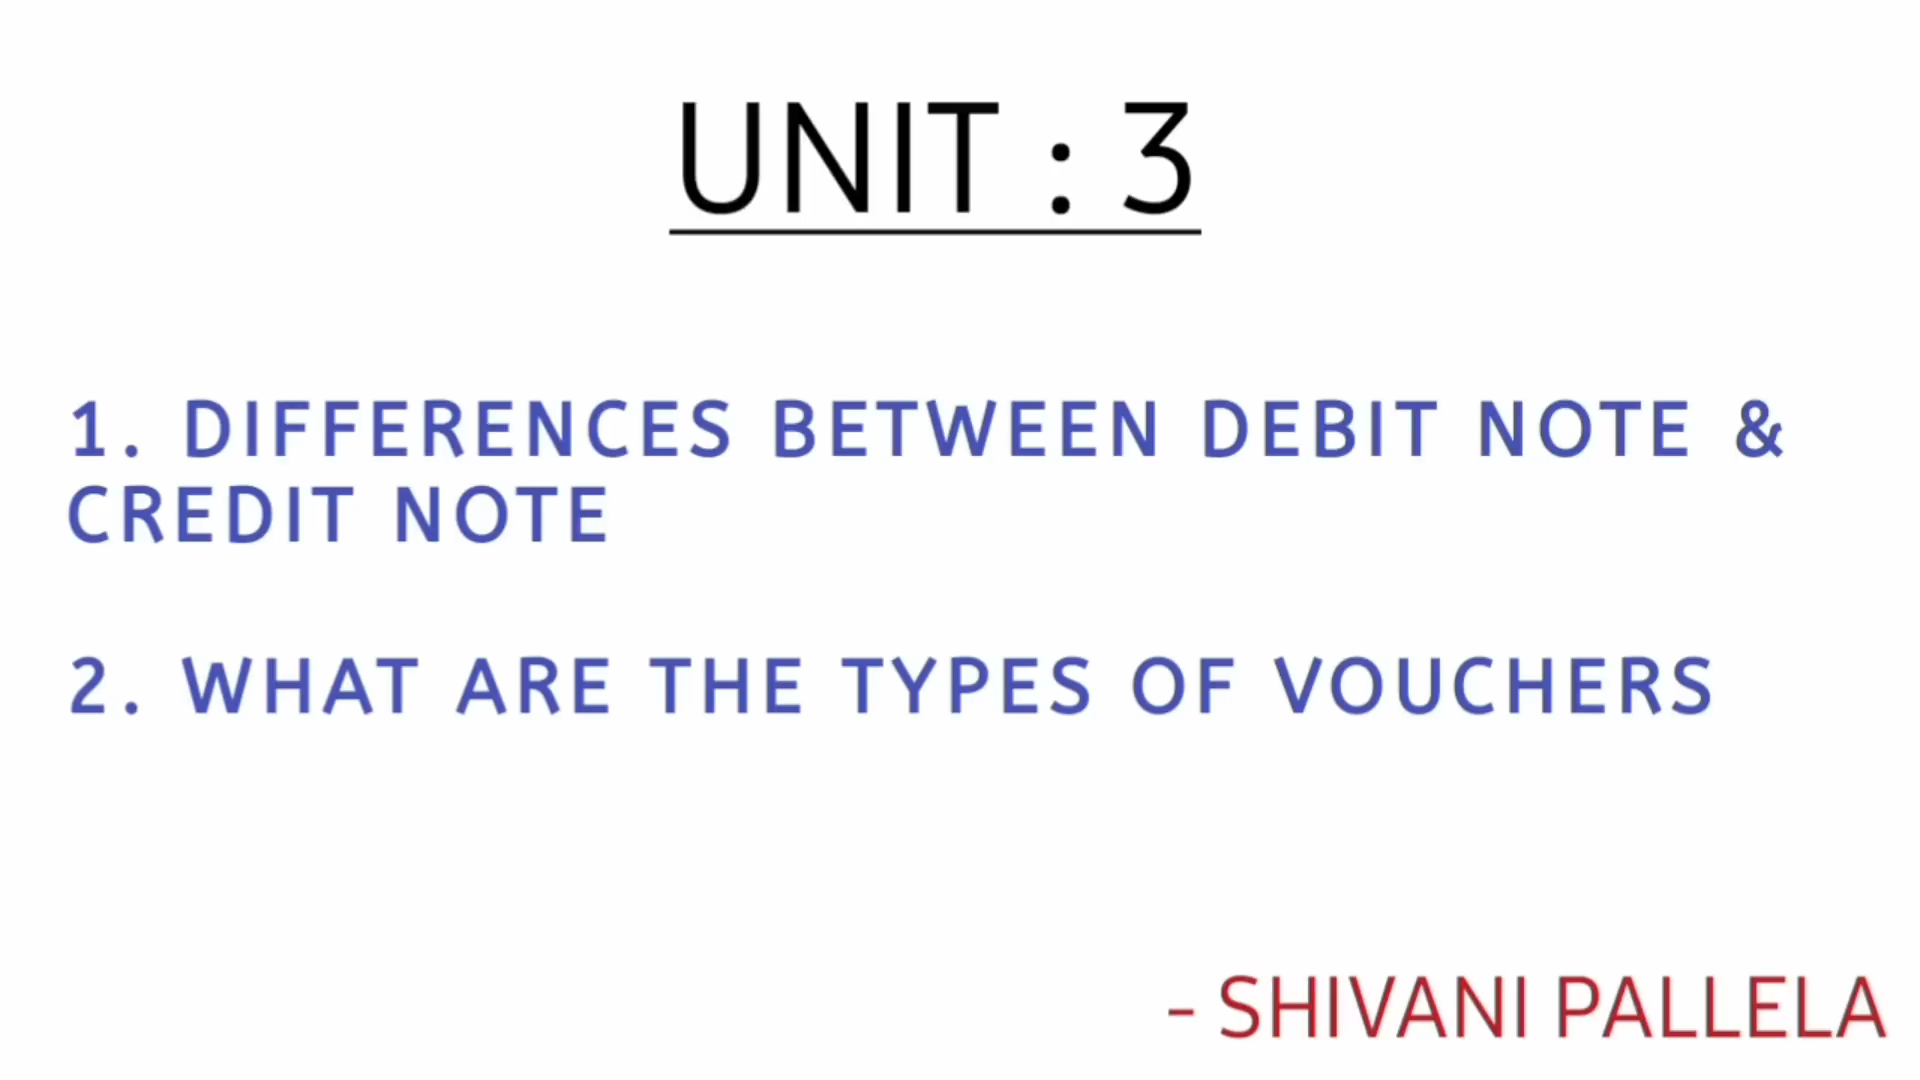 UNIT : 3
1. DIFFERENCES BETWEEN DEBIT NOTE &
CREDIT NOTE
2. WHAT ARE THE TYPES OF VOUCHERS
- SHIVANI PALLELA